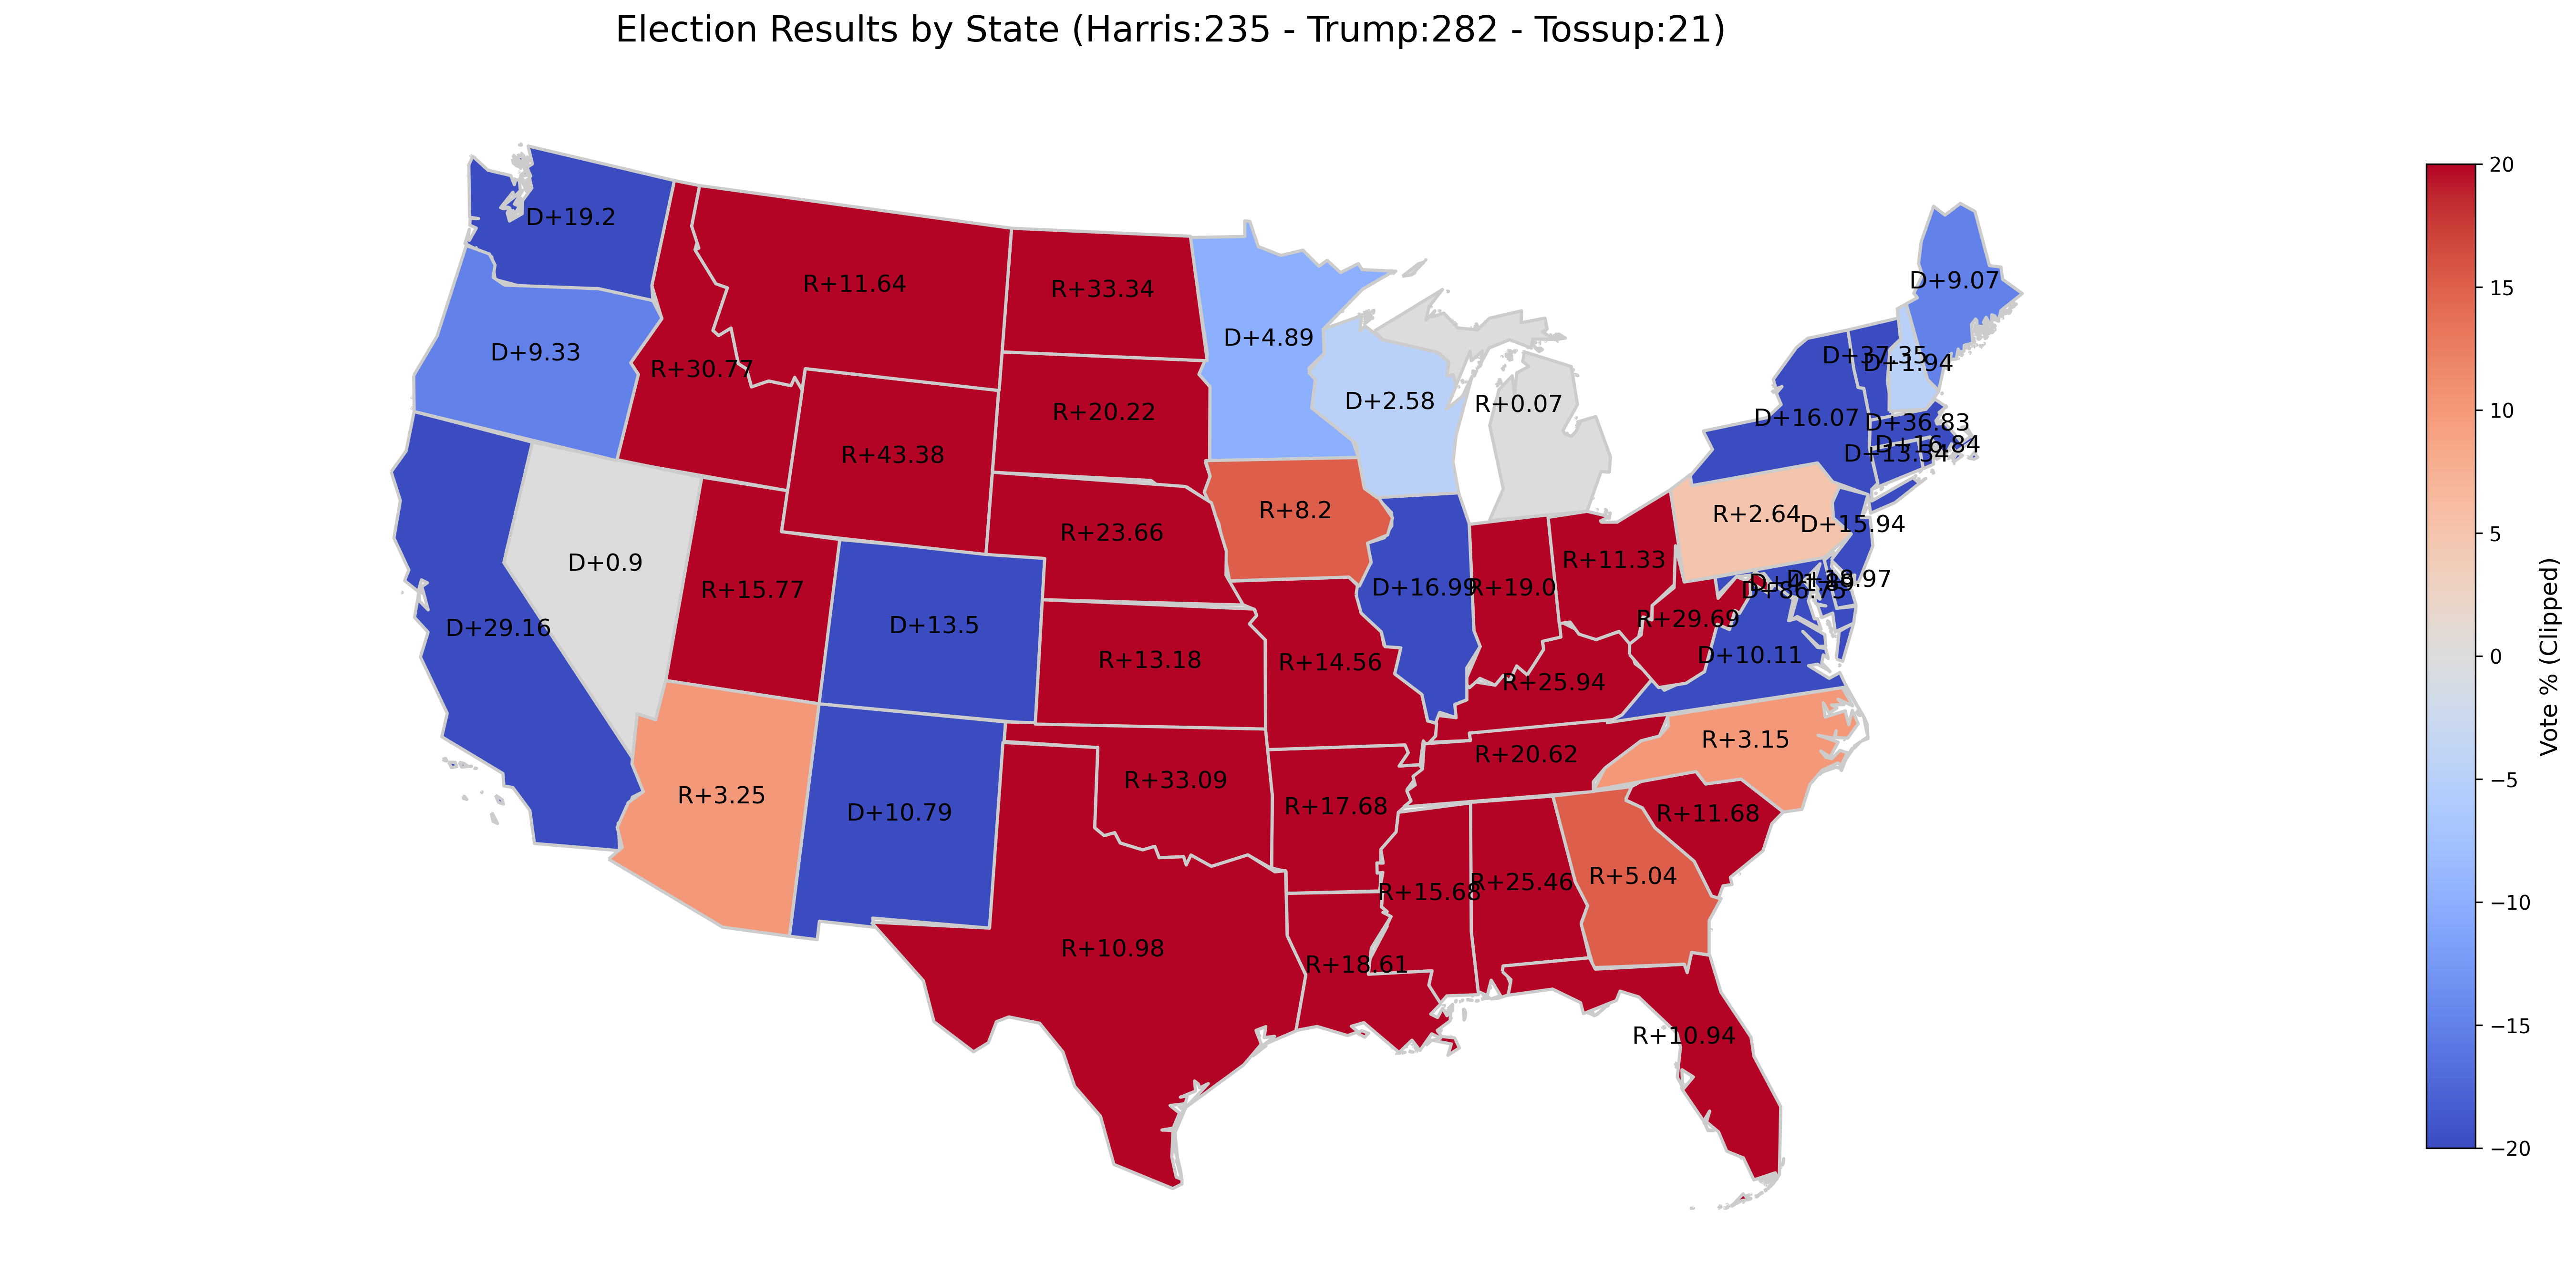 Election Results by State (Harris:235 - Trump:282 - Tossup:21)
D+19.2
R+11.64
R+33.34
D+4.89
D+9.07
D+9.33
R+30.77
R+20.22
D+2.58
R+0.07
D+37.35
D+1.94
D+16.07
D+36.83
D+16.84
D+13.54
R+43.38
R+8.2
R+2.64
D+15.94
R+23.66
D+0.9
R+15.77
D+13.5
D+16.99
R+19.0
R+11.33
D+86.75
R+29.69
D+29.16
R+13.18
R+14.56
D+10.11
R+25.94
R+3.25
D+10.79
R+33.09
R+20.62
R+3.15
R+17.68
R+11.68
R+15.68
R+25.46
R+5.04
R+10.98
R+18.61
R+10.94
20
15
10
5
0
−5
−10
−15
−20
Vote % (Clipped)